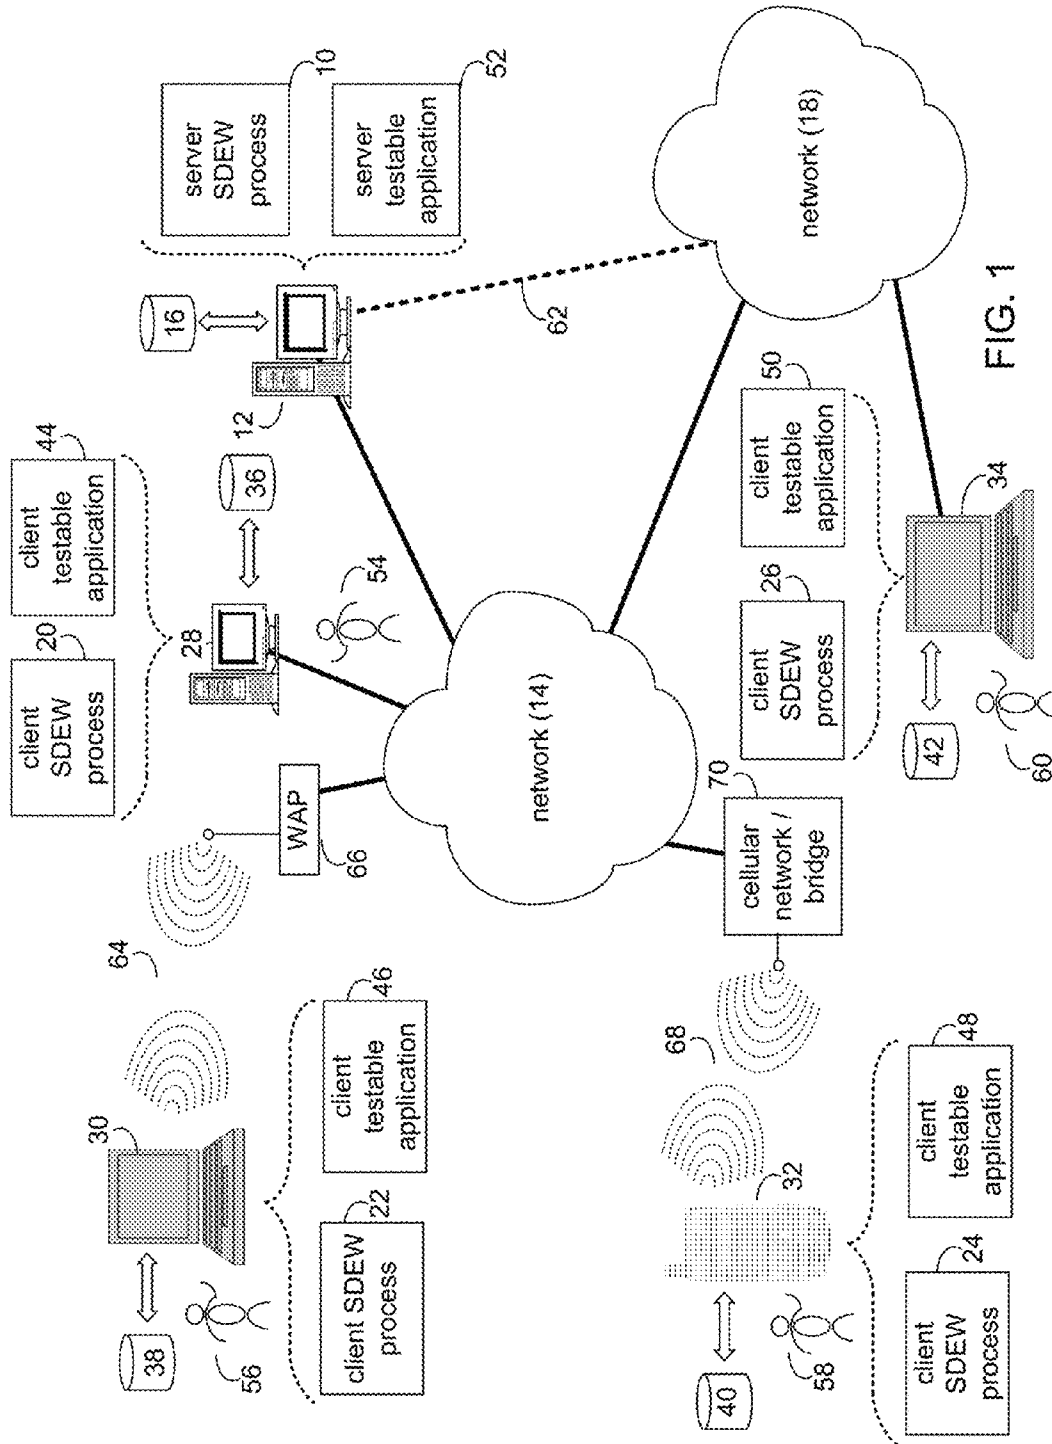 38
56
30
client SDEW
process
22
client
testable
application
46
64
WAP
66
client
SDEW
process
20
client
testable
application
44
28
36
54
12
16
server
SDEW
process
10
server
testable
application
52
62
network (14)
network (18)
40
58
32
68
client
SDEW
process
24
client
testable
application
48
cellular
network /
bridge
70
client
SDEW
process
26
client
testable
application
50
42
60
34
FIG. 1